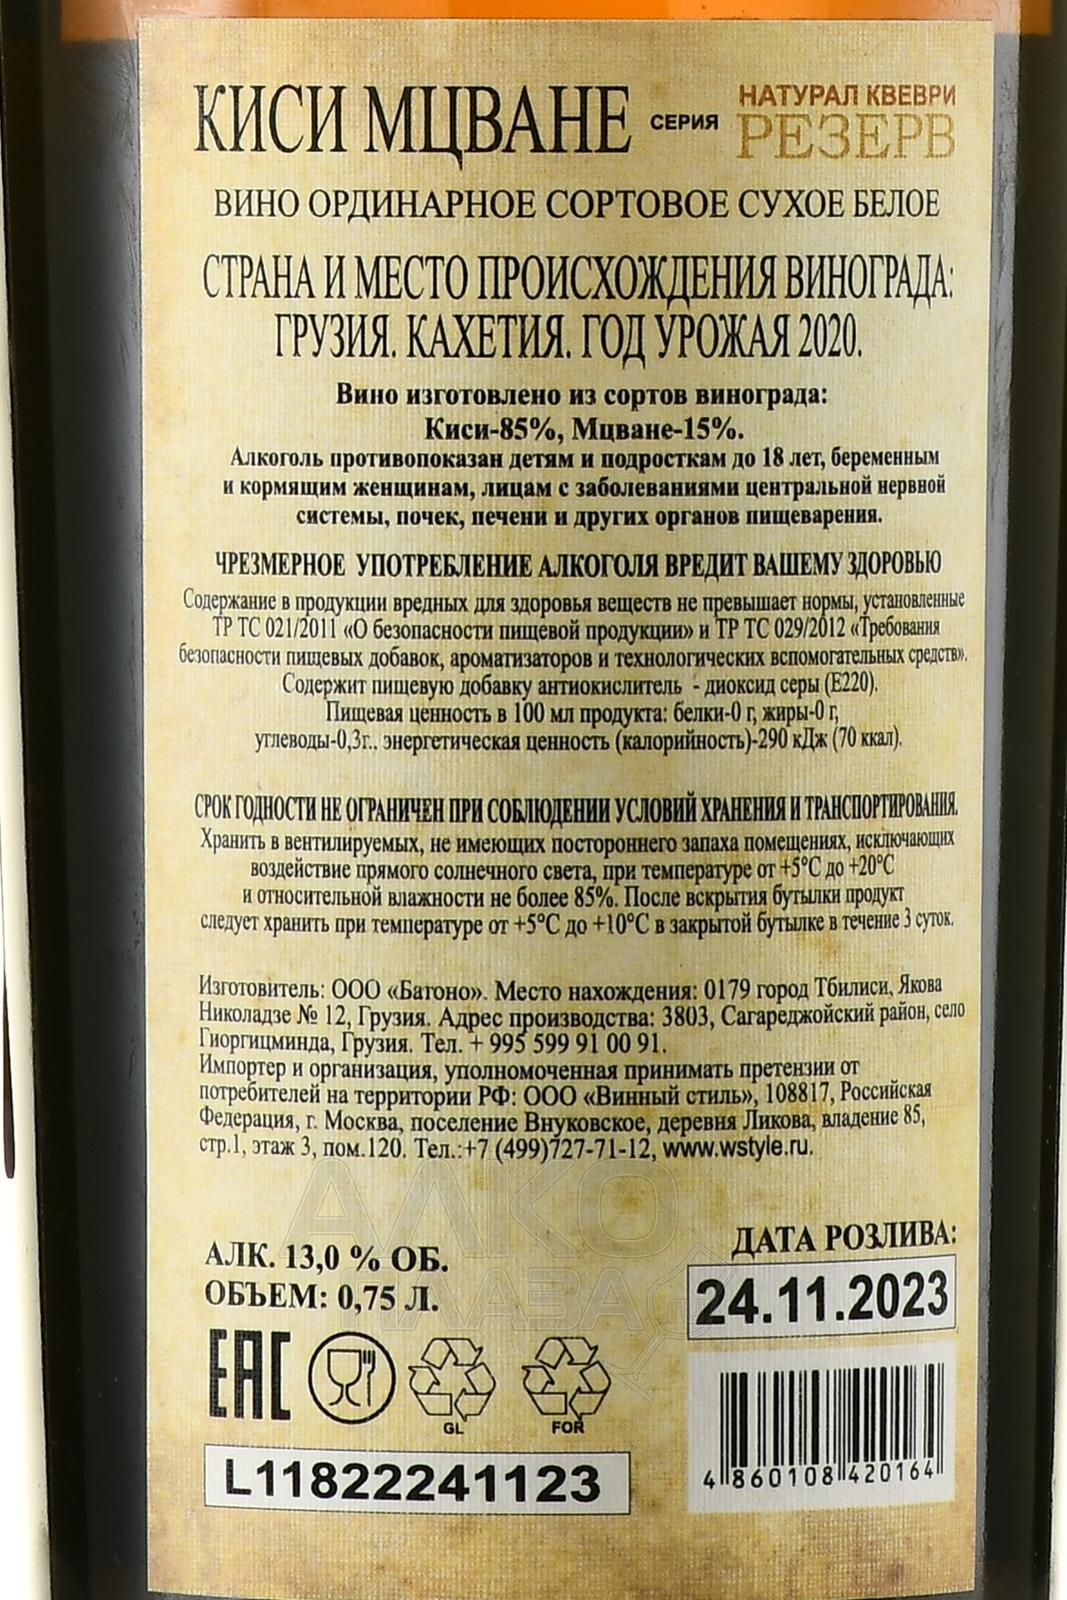 КИСИ МЦВАНЕ СЕРИЯ НАТУРАЛ КВЕВРИ РЕЗЕРВ
ВИНО ОРДИНАРНОЕ СОРТОВОЕ СУХОЕ БЕЛОЕ
СТРАНА И МЕСТО ПРОИСХОЖДЕНИЯ ВИНОГРАДА:
ГРУЗИЯ. КАХЕТИЯ. ГОД УРОЖАЯ 2020.
Вино изготовлено из сортов винограда:
Киси-85%, Мцване-15%.
Алкоголь противопоказан детям и подросткам до 18 лет, беременным
и кормящим женщинам, лицам с заболеваниями центральной нервной
системы, почек, печени и других органов пищеварения.
ЧРЕЗМЕРНОЕ УПОТРЕБЛЕНИЕ АЛКОГОЛЯ ВРЕДИТ ВАШЕМУ ЗДОРОВЬЮ
Содержание в продукции вредных для здоровья веществ не превышает нормы, установленные
ТР ТС 021/2011 «О безопасности пищевой продукции» и ТР ТС 029/2012 «Требования
безопасности пищевых добавок, ароматизаторов и технологических вспомогательных средств».
Содержит пищевую добавку антиокислитель - диоксид серы (Е220).
Пищевая ценность в 100 мл продукта: белки-0 г, жиры-0 г,
углеводы-0,3г., энергетическая ценность (калорийность)-290 кДж (70 ккал).
СРОК ГОДНОСТИ НЕ ОГРАНИЧЕН ПРИ СОБЛЮДЕНИИ УСЛОВИЙ ХРАНЕНИЯ И ТРАНСПОРТИРОВАНИЯ.
Хранить в вентилируемых, не имеющих постороннего запаха помещениях, исключающих
воздействие прямого солнечного света, при температуре от +5°С до +20°С
и относительной влажности не более 85%. После вскрытия бутылки продукт
следует хранить при температуре от +5°С до +10°С в закрытой бутылке в течение 3 суток.
Изготовитель: ООО «Батоно». Место нахождения: 0179 город Тбилиси, Якова
Николадзе № 12, Грузия. Адрес производства: 3803, Сагареджойский район, село
Гиоргицминда, Грузия. Тел. + 995 599 91 00 91.
Импортер и организация, уполномоченная принимать претензии от
потребителей на территории РФ: ООО «Винный стиль», 108817, Российская
Федерация, г. Москва, поселение Внуковское, деревня Ликова, владение 85,
стр.1, этаж 3, пом.120. Тел.:+7 (499)727-71-12, www.wstyle.ru.
АЛКО
ПЛАЗА.ru
АЛК. 13,0 % ОБ.
ОБЪЕМ: 0,75 Л.
ДАТА РОЗЛИВА:
24.11.2023
EAC
GL
FOR
L11822241123
4 860108 420164